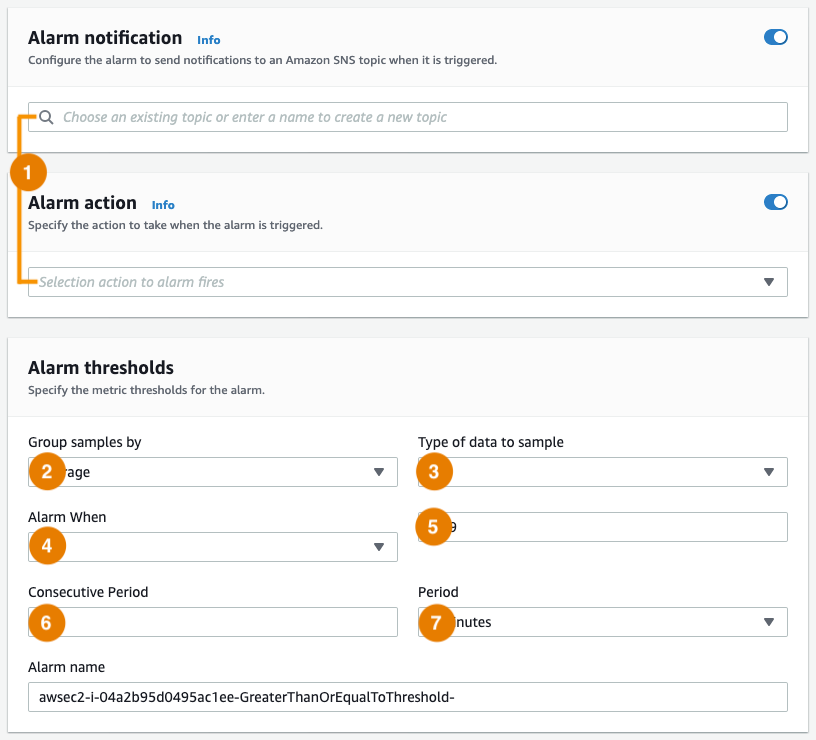 Alarm notification Info
Configure the alarm to send notifications to an Amazon SNS topic when it is triggered.
Choose an existing topic or enter a name to create a new topic
1
Alarm action Info
Specify the action to take when the alarm is triggered.
Selection action to alarm fires
Alarm thresholds
Specify the metric thresholds for the alarm.
Group samples by Type of data to sample
2 rage 3
Alarm When
4 5 9
Consecutive Period Period
6 7 nutes
Alarm name
awsec2-i-04a2b95d0495ac1ee-GreaterThanOrEqualToThreshold-